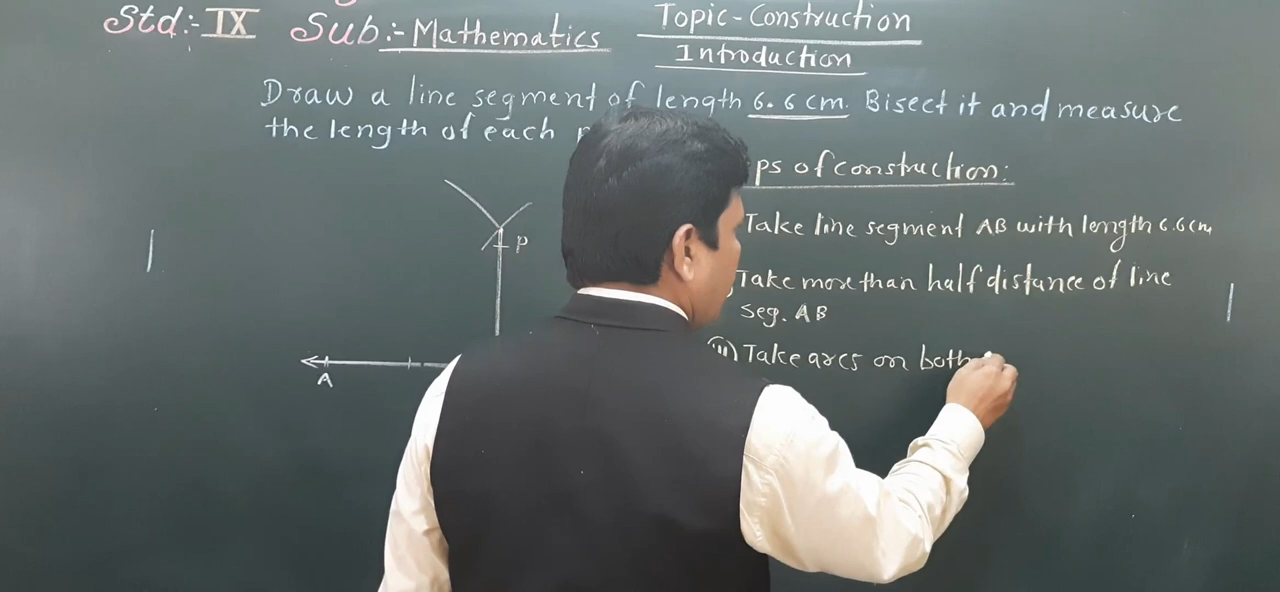 Std:- IX Sub:- Mathematics Topic - Construction
Introduction
Draw a line segment of length 6.6 cm. Bisect it and measure
the length of each
ps of construction:
Take line segment AB with length 6.6cm
Take more than half distance of line
seg. AB
(iii) Take arcs on both
P
A